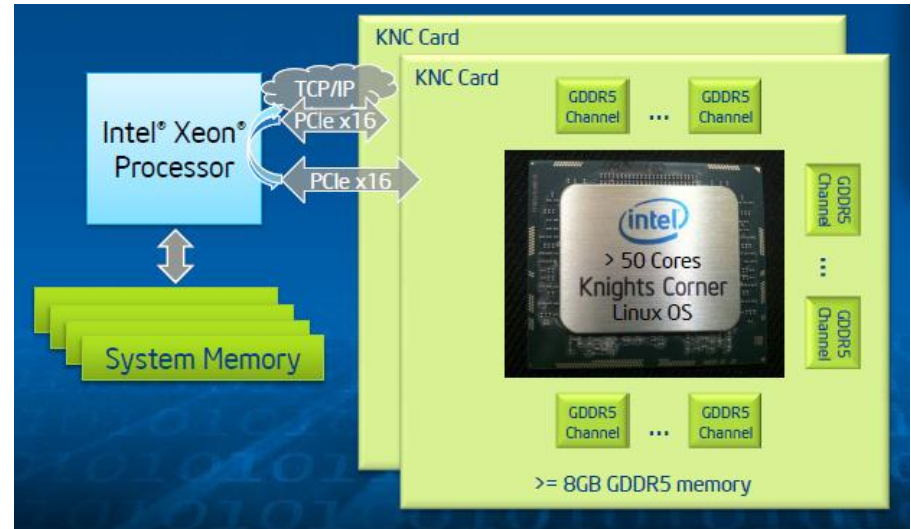 KNC Card
KNC Card
TCP/IP
PCIe x16
PCIe x16
Intel® Xeon®
Processor
System Memory
GDDR5
Channel
...
GDDR5
Channel
GDDR5
Channel
...
GDDR5
Channel
intel
> 50 Cores
Knights Corner
Linux OS
GDDR5
Channel
...
GDDR5
Channel
>= 8GB GDDR5 memory